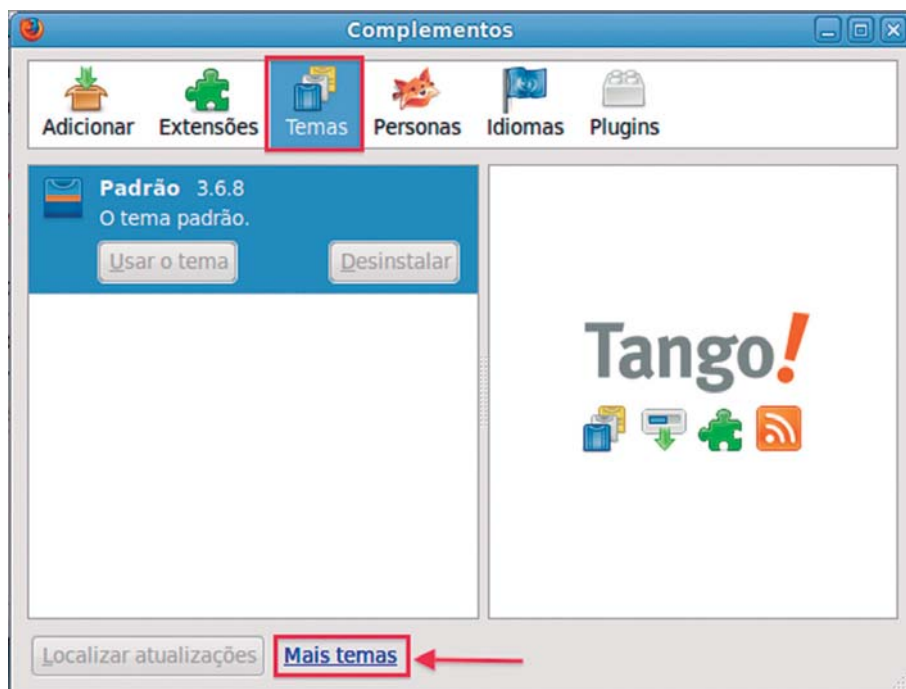 Complementos
Adicionar Extensões Temas Personas Idiomas Plugins
Padrão 3.6.8
O tema padrão.
Usar o tema Desinstalar
Tango!
Localizar atualizações Mais temas